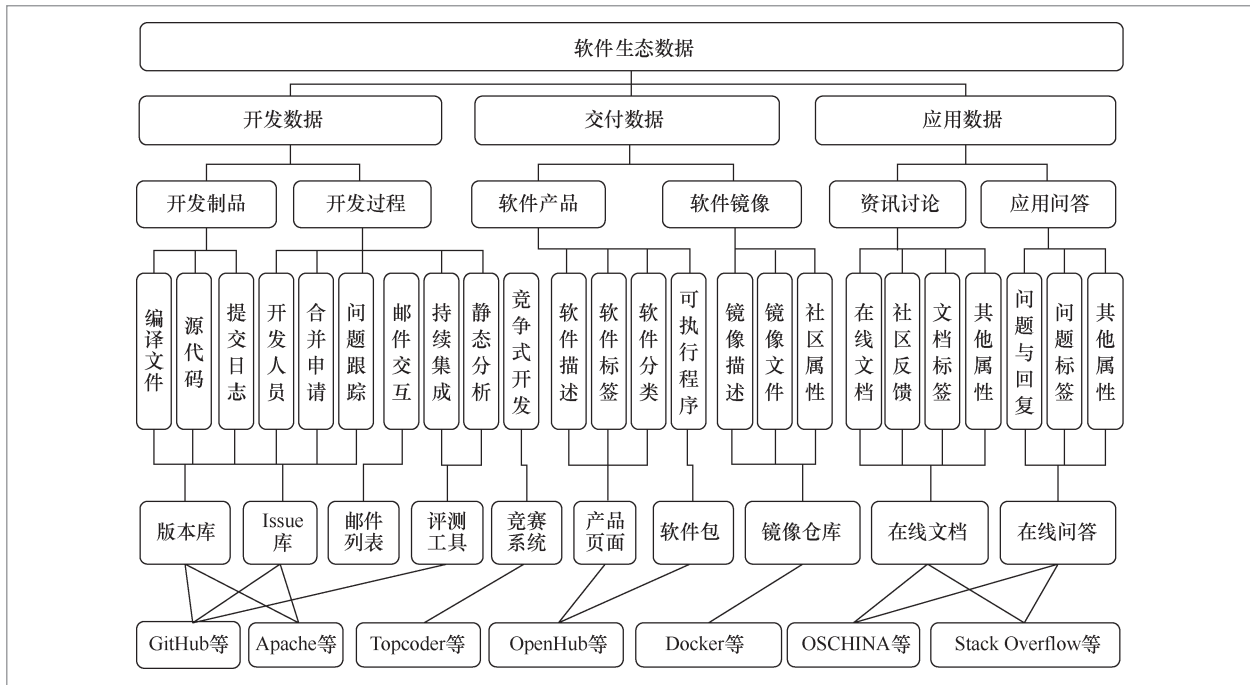 软件生态数据
开发数据
交付数据
应用数据
开发制品
开发过程
软件产品
软件镜像
资讯讨论
应用问答
编译文件
源代码
提交日志
开发人员
合并申请
问题跟踪
邮件交互
持续集成
静态分析
竞争式开发
软件描述
软件标签
软件分类
可执行程序
镜像描述
镜像文件
社区属性
在线文档
社区反馈
文档标签
其他属性
问题与回复
问题标签
其他属性
版本库
Issue
库
邮件
列表
评测
工具
竞赛
系统
产品
页面
软件包
镜像仓库
在线文档
在线问答
GitHub等
Apache等
Topcoder等
OpenHub等
Docker等
OSCHINA等
Stack Overflow等